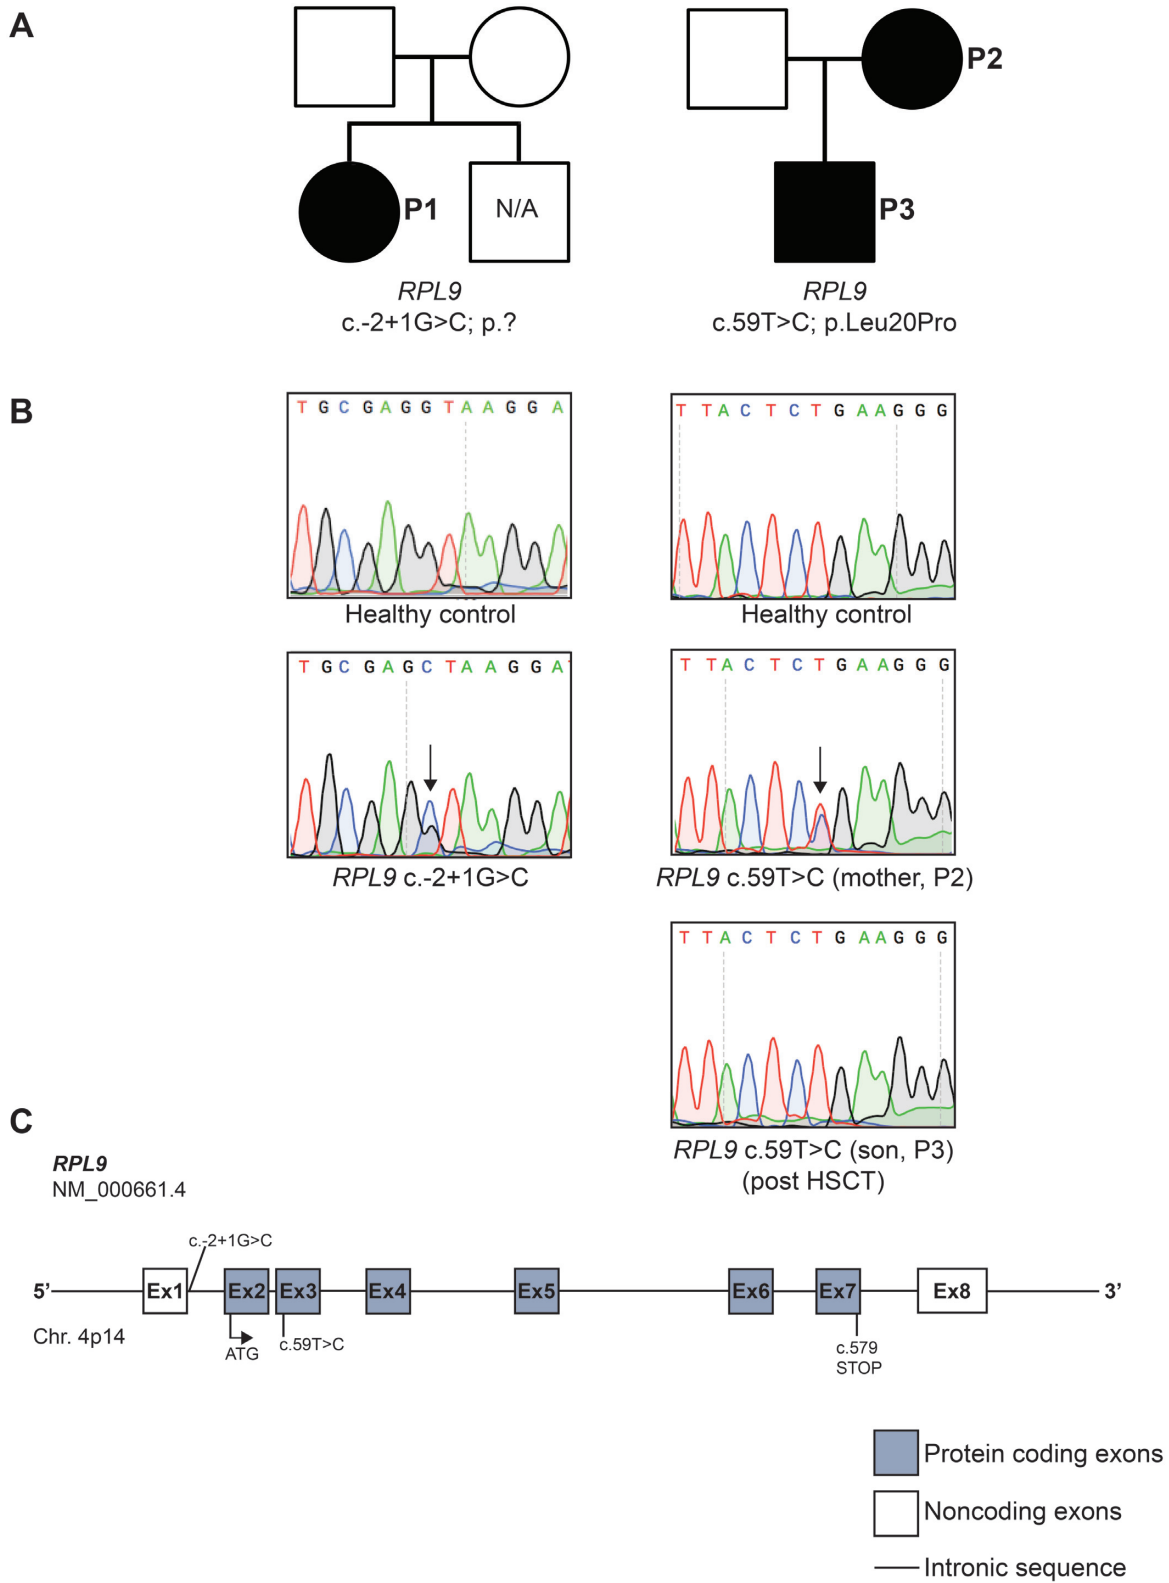 A
P2
P1
N/A
P3
RPL9
c.-2+1G>C; p.?
RPL9
c.59T>C; p.Leu20Pro
B
T G C G A G G T A A G G A
Healthy control
T T A C T C T G A A G G G
Healthy control
T G C G A G C T A A G G A T
RPL9 c.-2+1G>C
T T A C T C T G A A G G G
RPL9 c.59T>C (mother, P2)
T T A C T C T G A A G G G
RPL9 c.59T>C (son, P3)
(post HSCT)
C
RPL9
NM_000661.4
c.-2+1G>C
5’
Ex1
Ex2
Ex3
Ex4
Ex5
Ex6
Ex7
Ex8
3’
Chr. 4p14
ATG
c.59T>C
c.579
STOP
Protein coding exons
Noncoding exons
Intronic sequence